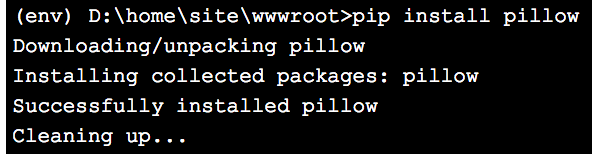 (env) D:\home\site\wwwroot>pip install pillow
Downloading/unpacking pillow
Installing collected packages: pillow
Successfully installed pillow
Cleaning up...